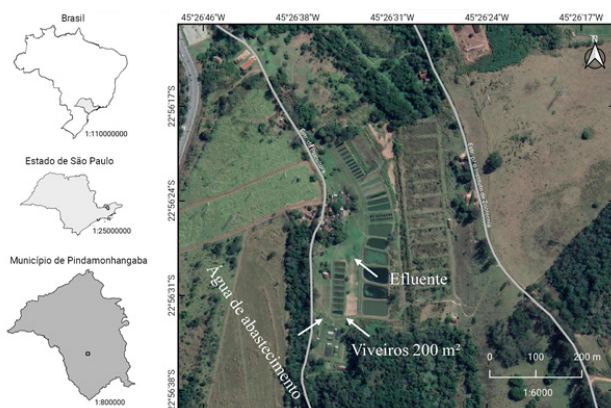 Brasil
1:110000000
Estado de São Paulo
1:25000000
Município de Pindamonhangaba
1:800000
45°26'46"W 45°26'38"W 45°26'31"W 45°26'24"W 45°26'17"W
22°56'17"S
22°56'24"S
22°56'31"S
22°56'38"S
N
Efluente
Água de abastecimento
Viveiros 200 m²
0 100 200 m
1:6000